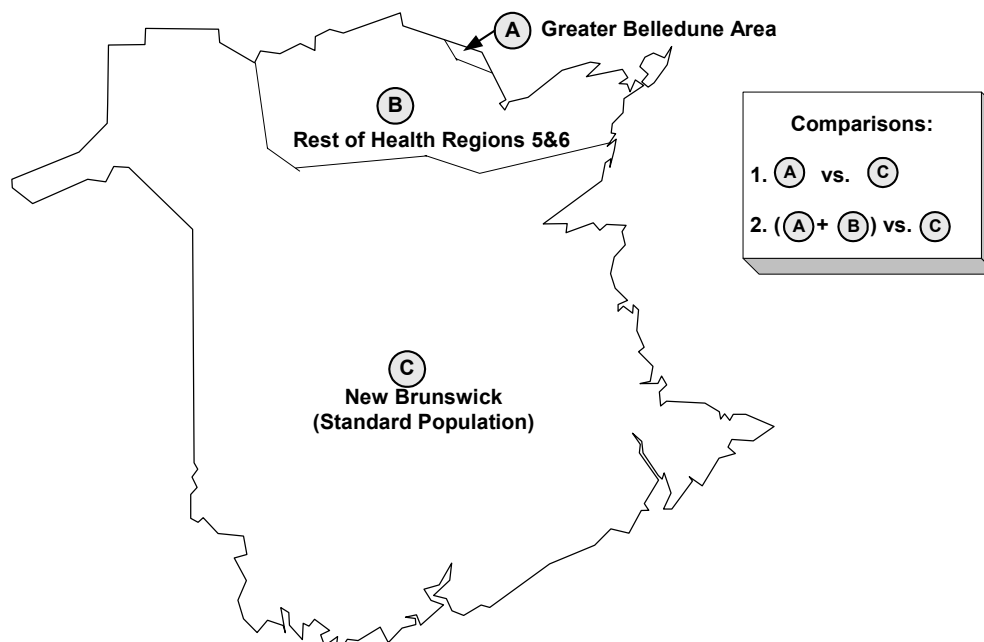 A Greater Belledune Area
B
Rest of Health Regions 5&6
C
New Brunswick
(Standard Population)
Comparisons:
1. A vs. C
2. (A + B) vs. C